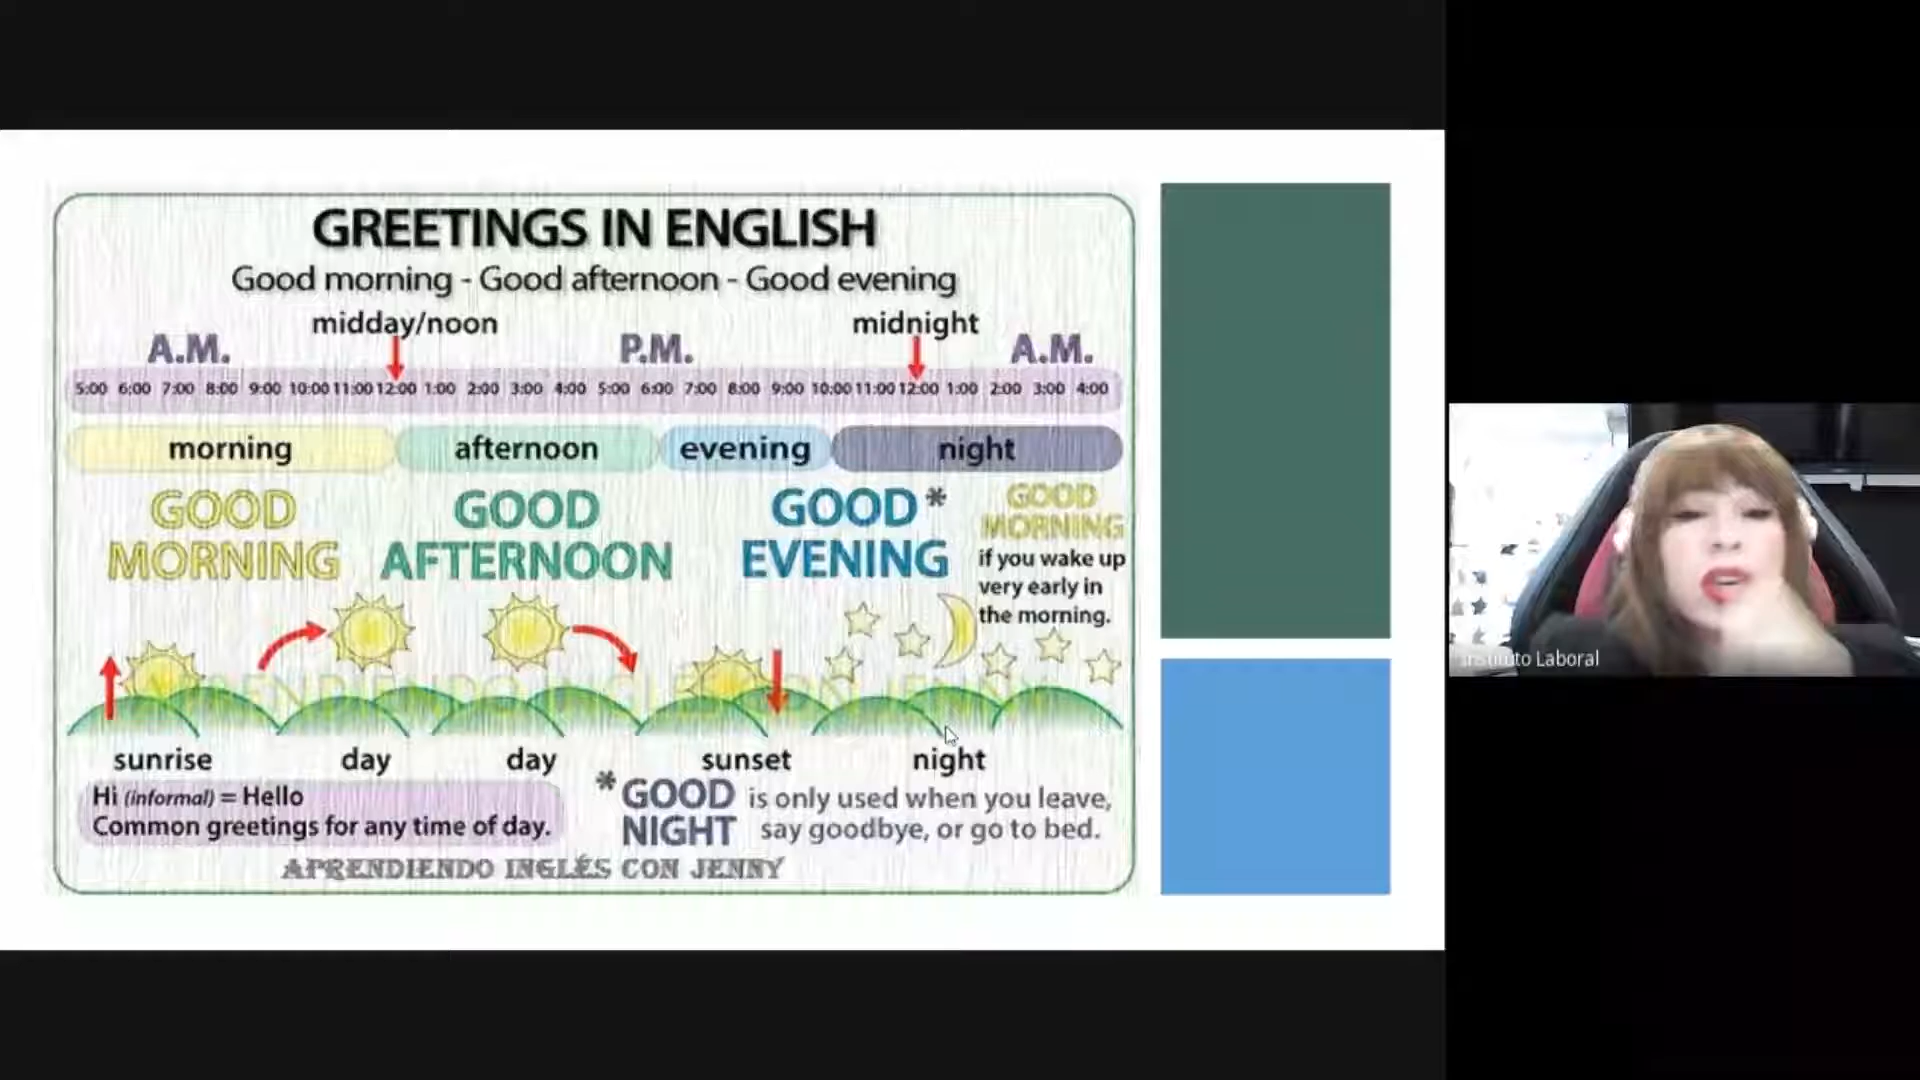 GREETINGS IN ENGLISH
Good morning - Good afternoon - Good evening
midday/noon midnight
A.M. P.M. A.M.
5:00 6:00 7:00 8:00 9:00 10:00 11:00 12:00 1:00 2:00 3:00 4:00 5:00 6:00 7:00 8:00 9:00 10:00 11:00 12:00 1:00 2:00 3:00 4:00
morning afternoon evening night
GOOD MORNING
GOOD AFTERNOON
GOOD * EVENING
GOOD
MORNING
if you wake up
very early in
the morning.
APRENDIENDO INGLES CON JENNY
sunrise day day sunset night
Hi (informal) = Hello
Common greetings for any time of day.
* GOOD NIGHT is only used when you leave,
say goodbye, or go to bed.
APRENDIENDO INGLÉS CON JENNY
Instituto Laboral